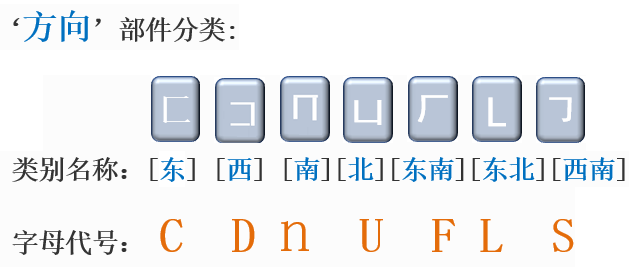 ‘方向’ 部件分类:
匚 コ 冂 凵 厂 L ㇆
类别名称: [东] [西] [南][北][东南][东北][西南]
字母代号: C D n U F L S